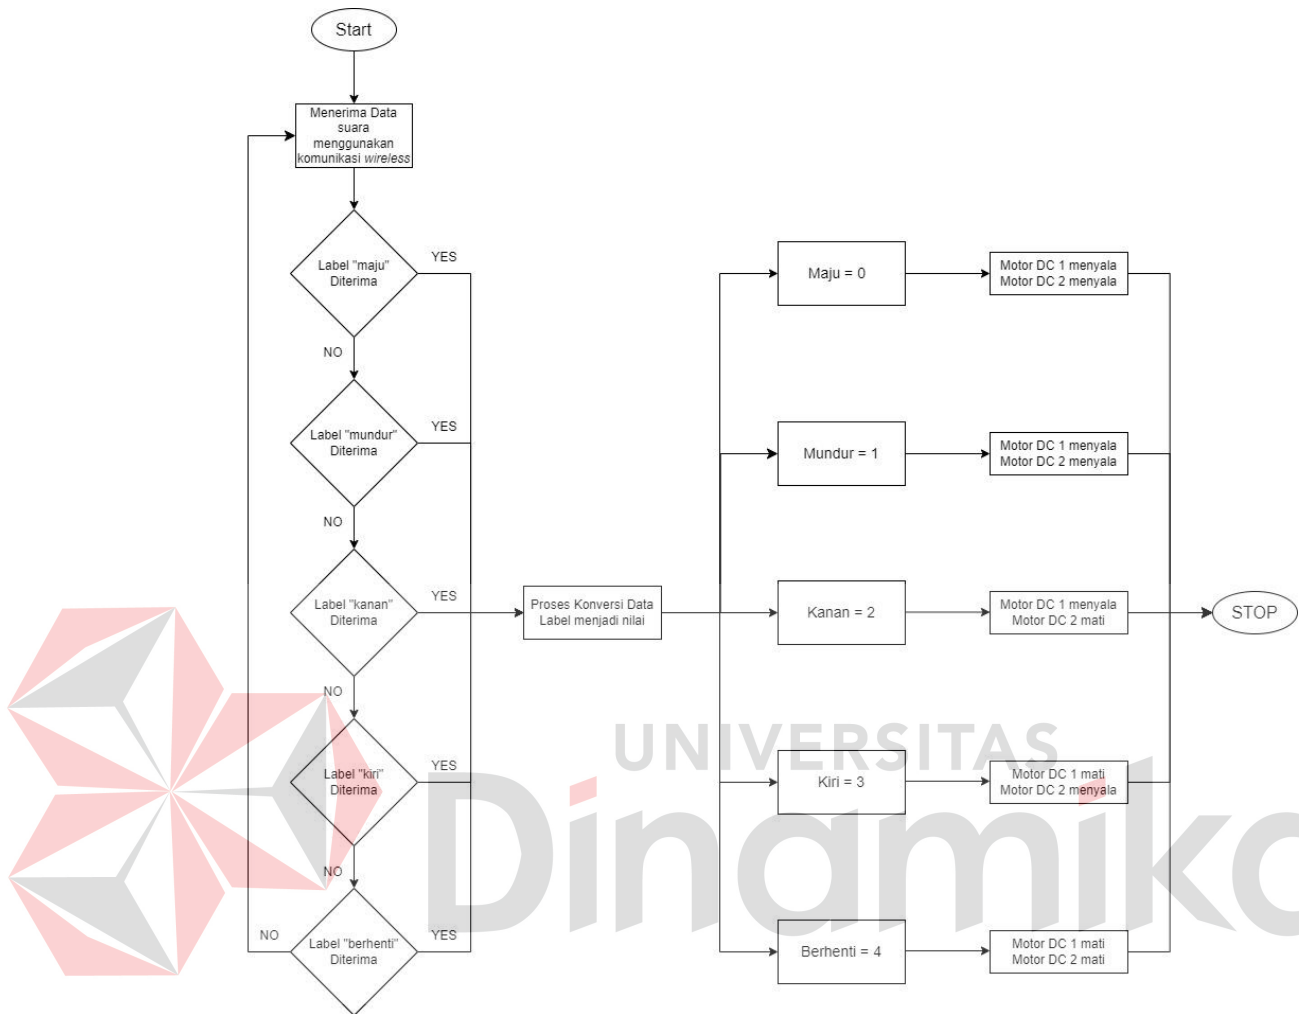 Start
Menerima Data
suara
menggunakan
komunikasi wireless
Label "maju"
Diterima
YES
NO
Label "mundur"
Diterima
YES
NO
Label "kanan"
Diterima
YES
NO
Label "kiri"
Diterima
YES
NO
Label "berhenti"
Diterima
YES
NO
Proses Konversi Data
Label menjadi nilai
Maju = 0
Motor DC 1 menyala
Motor DC 2 menyala
Mundur = 1
Motor DC 1 menyala
Motor DC 2 menyala
Kanan = 2
Motor DC 1 menyala
Motor DC 2 mati
Kiri = 3
Motor DC 1 mati
Motor DC 2 menyala
Berhenti = 4
Motor DC 1 mati
Motor DC 2 mati
STOP
UNIVERSITAS
Dinamika